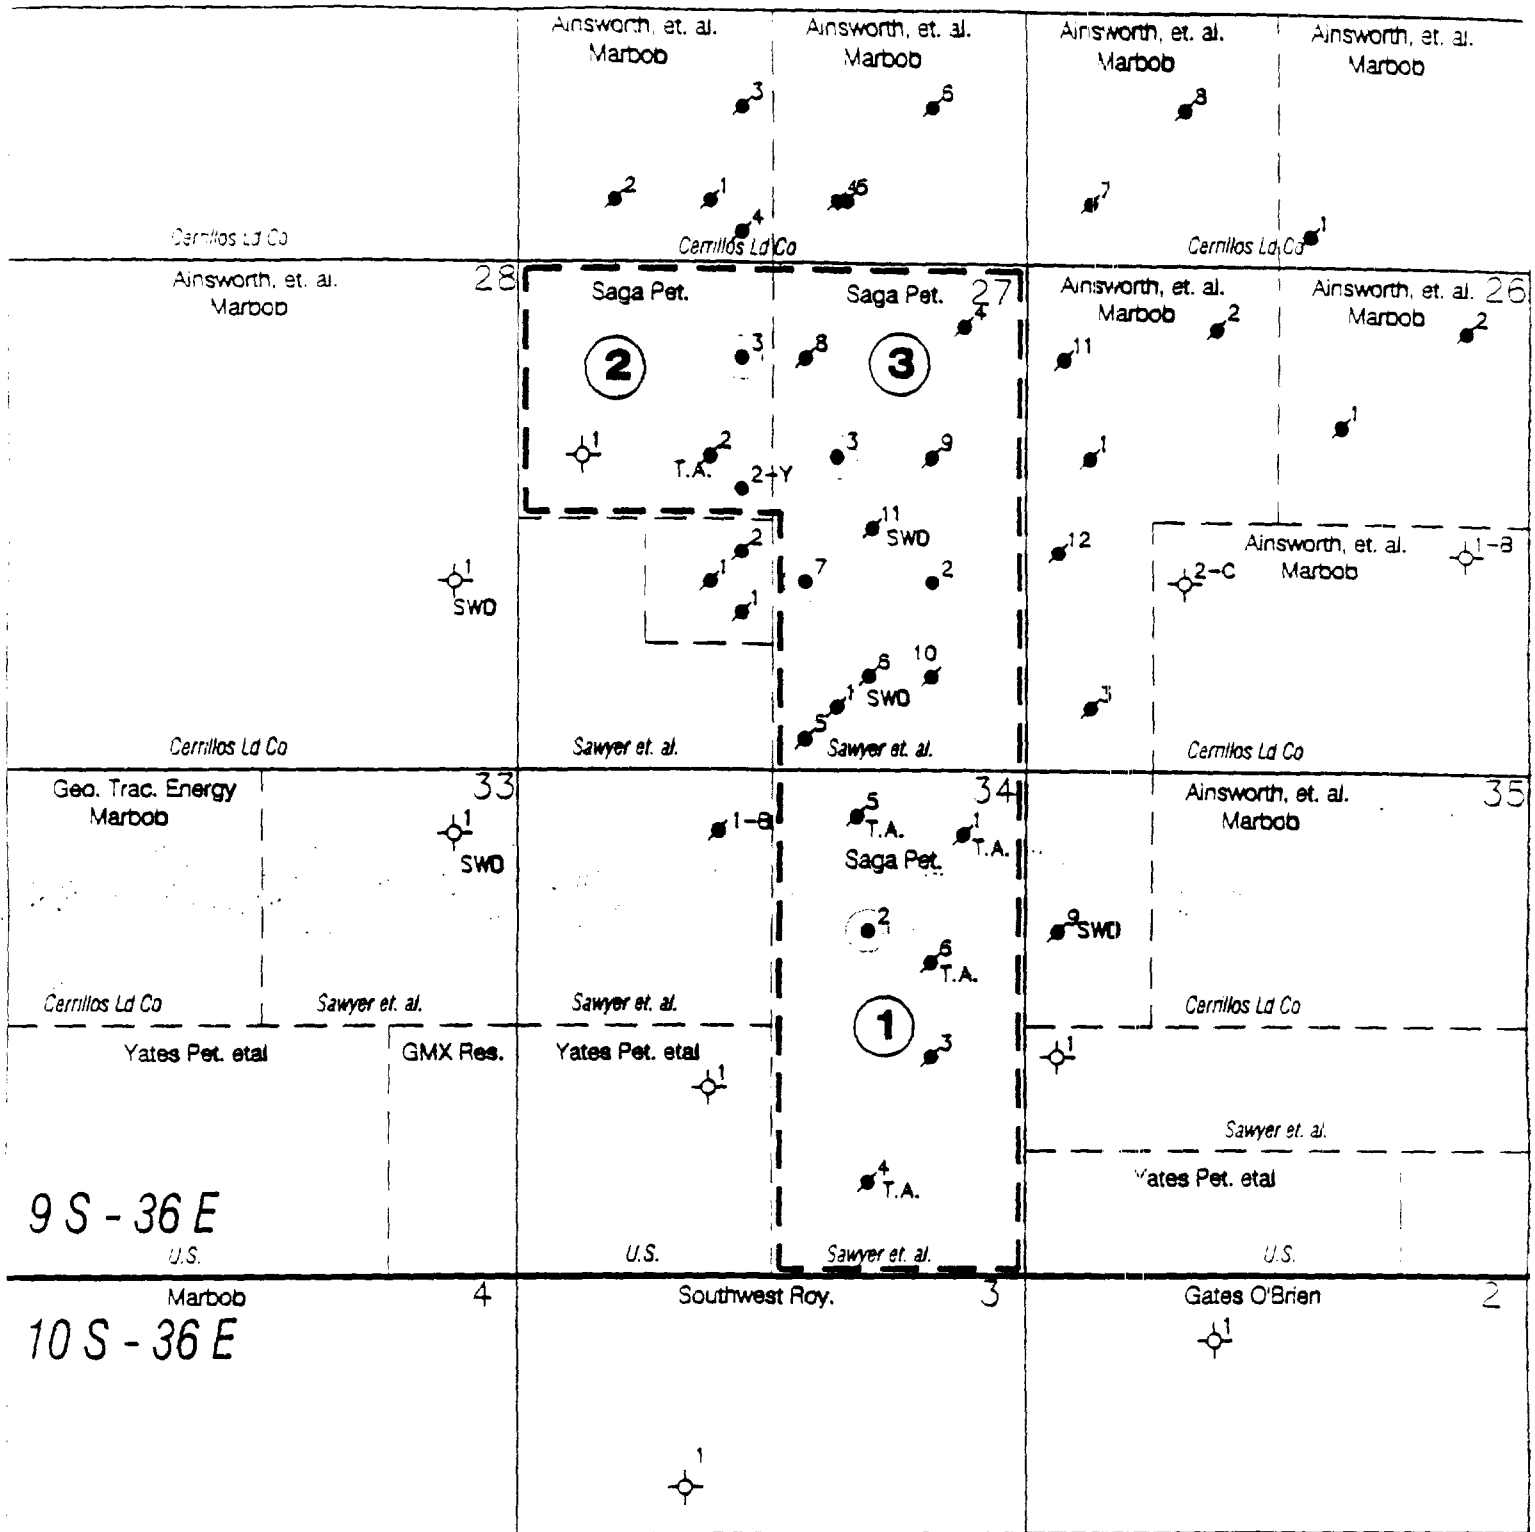 Ainsworth, et. al.
Marbob
Ainsworth, et. al.
Marbob
Ainsworth, et. al.
Marbob
Ainsworth, et. al.
Marbob
3
6
8
2
1
4
7
1
Cerrillos Ld Co
Cerrillos Ld Co
Cerrillos Ld Co
Ainsworth, et. al.
Marbob
28
Saga Pet.
Saga Pet.
27
Ainsworth, et. al.
Marbob
Ainsworth, et. al.
Marbob
26
2
3
8
3
4
11
2
2
1
2
T.A.
2-Y
3
9
1
1
11
SWD
1
SWD
2
1
1
7
2
12
Ainsworth, et. al.
Marbob
2-C
1-B
6
SWD
10
1
5
3
Cerrillos Ld Co
Sawyer et. al.
Sawyer et. al.
Cerrillos Ld Co
Geo. Trac. Energy
Marbob
33
1
SWD
1-B
5
T.A.
34
1
T.A.
Saga Pet.
Ainsworth, et. al.
Marbob
35
2
6
T.A.
9
SWD
Cerrillos Ld Co
Sawyer et. al.
Sawyer et. al.
1
Cerrillos Ld Co
Yates Pet. etal
GMX Res.
Yates Pet. etal
1
3
1
Sawyer et. al.
4
T.A.
Yates Pet. etal
9 S - 36 E
U.S.
U.S.
Sawyer et. al.
U.S.
Marbob
4
Southwest Roy.
3
Gates O'Brien
2
10 S - 36 E
1
1